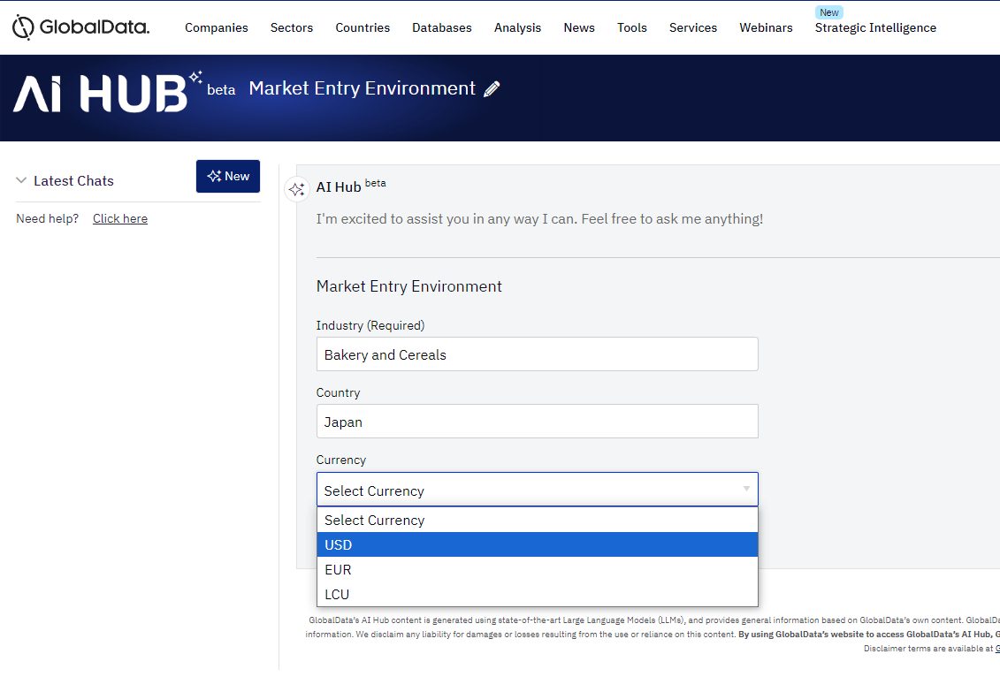 GlobalData.
Companies
Sectors
Countries
Databases
Analysis
News
Tools
Services
Webinars
New
Strategic Intelligence
AI HUB beta
Market Entry Environment
Latest Chats
New
Need help? Click here
AI Hub beta
I'm excited to assist you in any way I can. Feel free to ask me anything!
Market Entry Environment
Industry (Required)
Bakery and Cereals
Country
Japan
Currency
Select Currency
Select Currency
USD
EUR
LCU
GlobalData's AI Hub content is generated using state-of-the-art Large Language Models (LLMs), and provides general information based on GlobalData's own content. GlobalDa
information. We disclaim any liability for damages or losses resulting from the use or reliance on this content. By using GlobalData's website to access GlobalData's AI Hub, G
Disclaimer terms are available at G